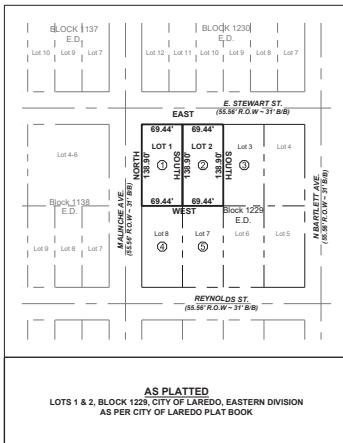 BLOCK 1137
E.D.
Lot 10 Lot 9 Lot 7
BLOCK 1230
E.D.
Lot 12 Lot 11 Lot 10 Lot 9 Lot 8 Lot 7
E. STEWART ST.
(55.56' R.O.W ~ 31' B/B)
EAST
69.44' 69.44'
LOT 1 LOT 2 Lot 3 Lot 4
1 2 3
NORTH
138.90'
SOUTH
138.90'
SOUTH
138.90'
Lot 4-6
69.44' 69.44'
WEST
Block 1138
E.D.
Block 1229
E.D.
MALINCHE AVE.
(55.56' R.O.W ~ 31' B/B)
N BARTLETT AVE.
(55.56' R.O.W ~ 31' B/B)
Lot 9 Lot 8 Lot 7
Lot 8 Lot 7 Lot 6 Lot 5
4 5
REYNOLDS ST.
(55.56' R.O.W ~ 31' B/B)
AS PLATTED
LOTS 1 & 2, BLOCK 1229, CITY OF LAREDO, EASTERN DIVISION
AS PER CITY OF LAREDO PLAT BOOK